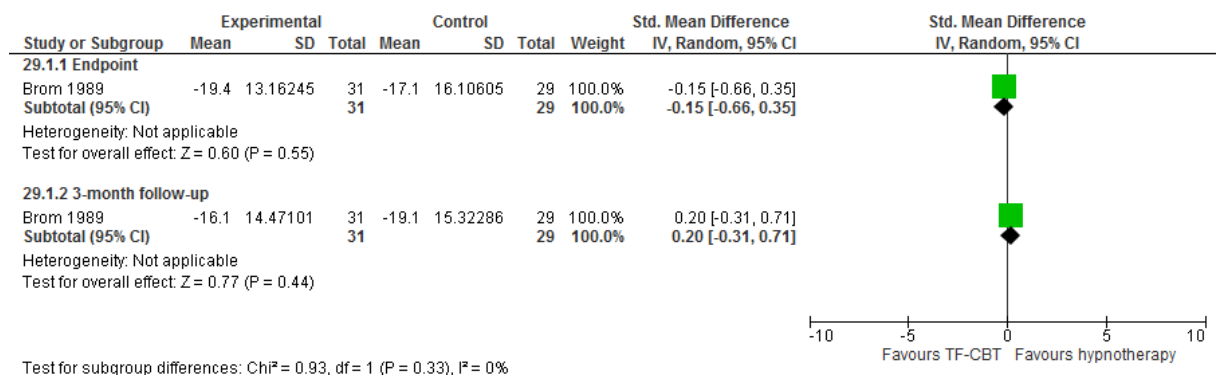 Experimental Control Std. Mean Difference Std. Mean Difference
Study or Subgroup Mean SD Total Mean SD Total Weight IV, Random, 95% CI IV, Random, 95% CI
29.1.1 Endpoint
Brom 1989 -19.4 13.16245 31 -17.1 16.10605 29 100.0% -0.15 [-0.66, 0.35]
Subtotal (95% CI) 31 29 100.0% -0.15 [-0.66, 0.35]
Heterogeneity: Not applicable
Test for overall effect: Z = 0.60 (P = 0.55)
29.1.2 3-month follow-up
Brom 1989 -16.1 14.47101 31 -19.1 15.32286 29 100.0% 0.20 [-0.31, 0.71]
Subtotal (95% CI) 31 29 100.0% 0.20 [-0.31, 0.71]
Heterogeneity: Not applicable
Test for overall effect: Z = 0.77 (P = 0.44)
-10 -5 0 5 10
Favours TF-CBT Favours hypnotherapy
Test for subgroup differences: Chi² = 0.93, df = 1 (P = 0.33), I² = 0%